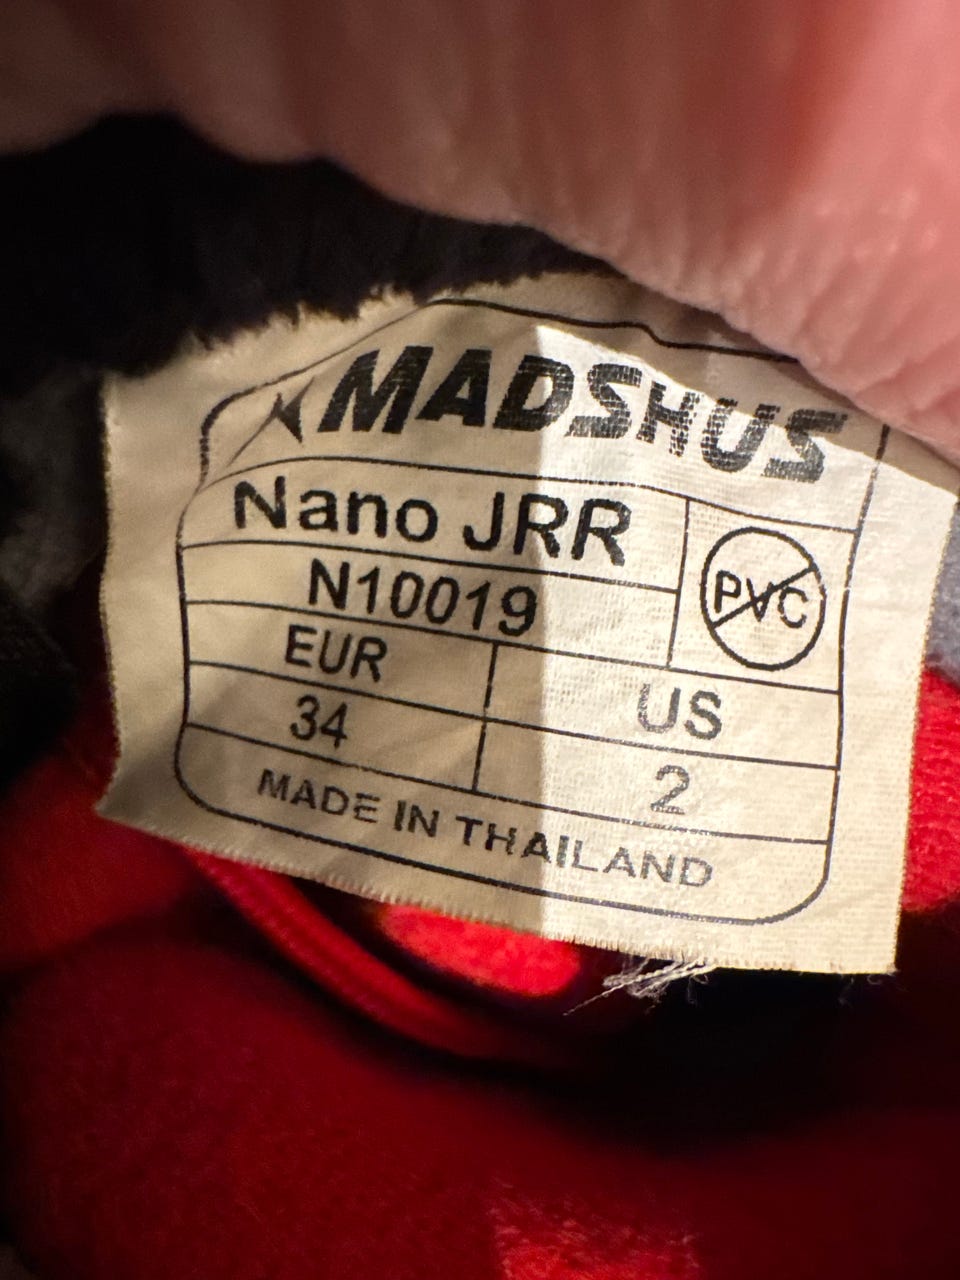 MADSHUS
Nano JRR
PVC
N10019
EUR
US
34
2
MADE IN THAILAND